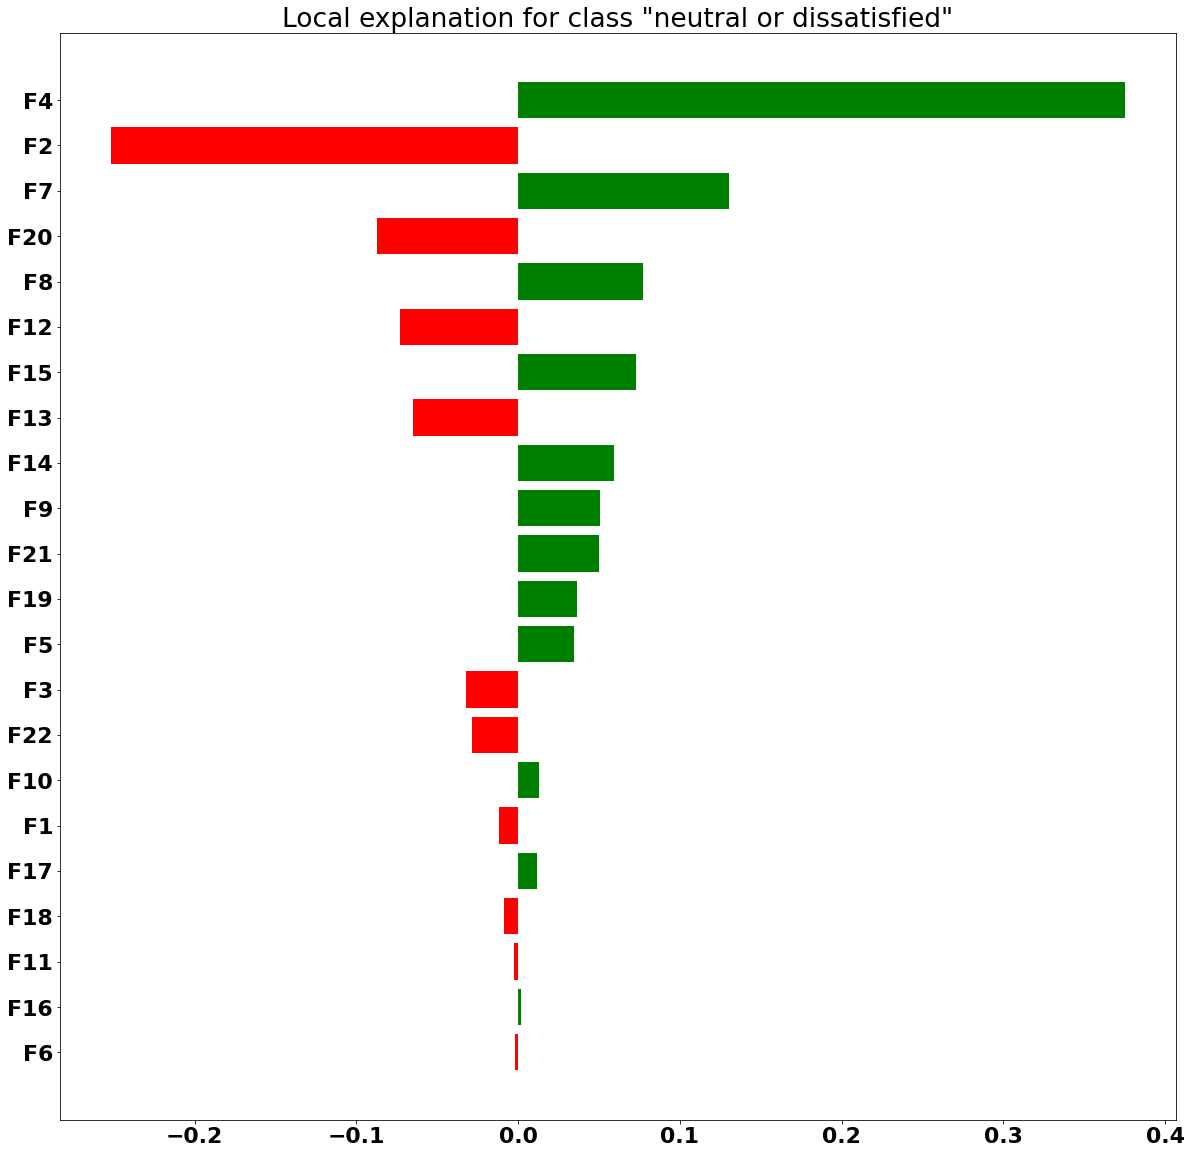 Local explanation for class "neutral or dissatisfied"
F4
F2
F7
F20
F8
F12
F15
F13
F14
F9
F21
F19
F5
F3
F22
F10
F1
F17
F18
F11
F16
F6
−0.2 −0.1 0.0 0.1 0.2 0.3 0.4